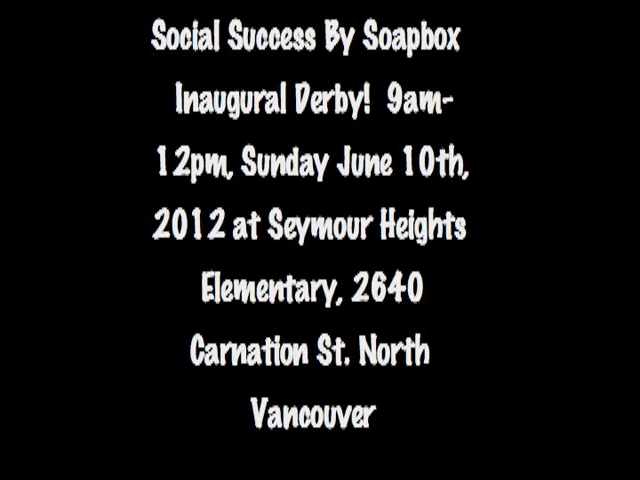 Social Success By Soapbox
Inaugural Derby!  9am-
12pm, Sunday June 10th,
2012 at Seymour Heights
Elementary, 2640
Carnation St. North
Vancouver